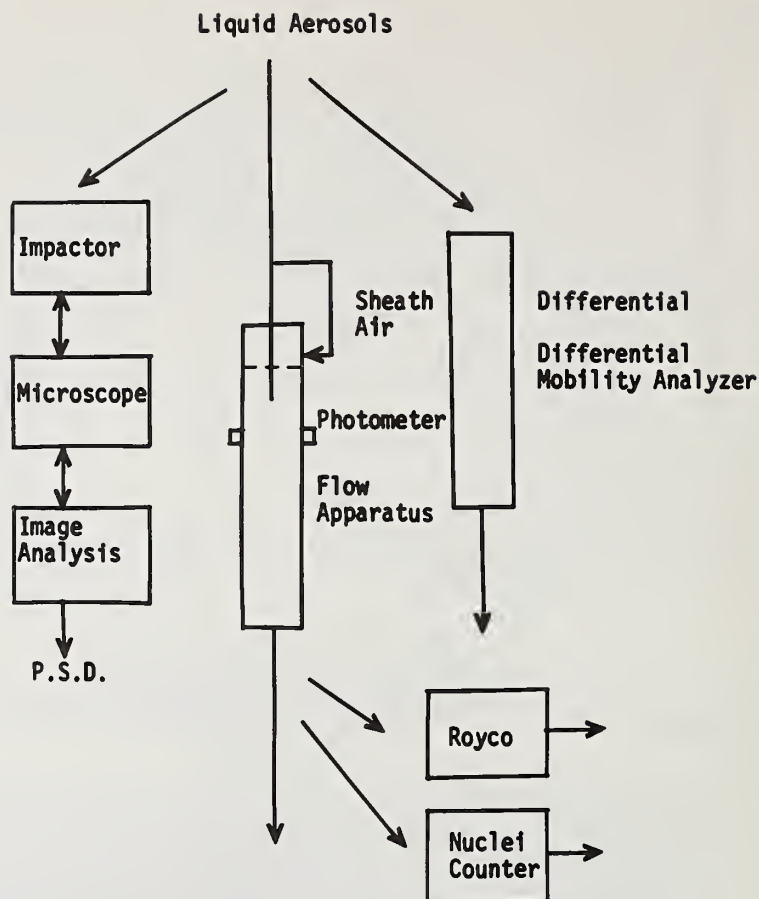 Liquid Aerosols
Impactor
Microscope
Image
Analysis
P.S.D.
Sheath
Air
Photometer
Flow
Apparatus
Differential
Differential
Mobility Analyzer
Royco
Nuclei
Counter